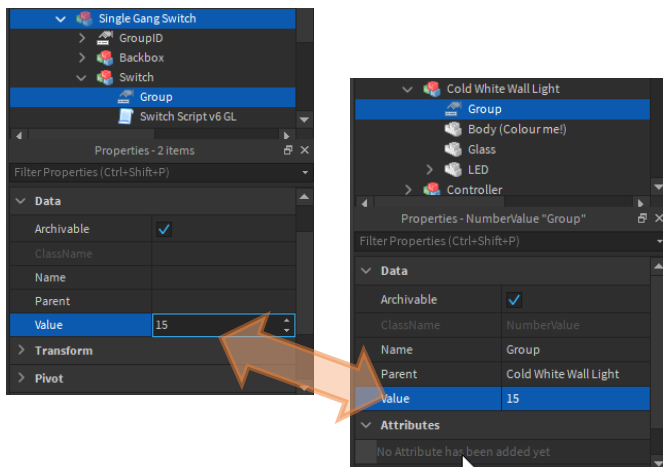 Single Gang Switch
GroupID
Backbox
Switch
Group
Switch Script v6 GL
Properties - 2 items
Filter Properties (Ctrl+Shift+P)
Data
Archivable
ClassName
Name
Parent
Value 15
Transform
Pivot
Cold White Wall Light
Group
Body (Colour me!)
Glass
LED
Controller
Properties - NumberValue "Group"
Filter Properties (Ctrl+Shift+P)
Data
Archivable
ClassName NumberValue
Name Group
Parent Cold White Wall Light
Value 15
Attributes
No Attribute has been added yet